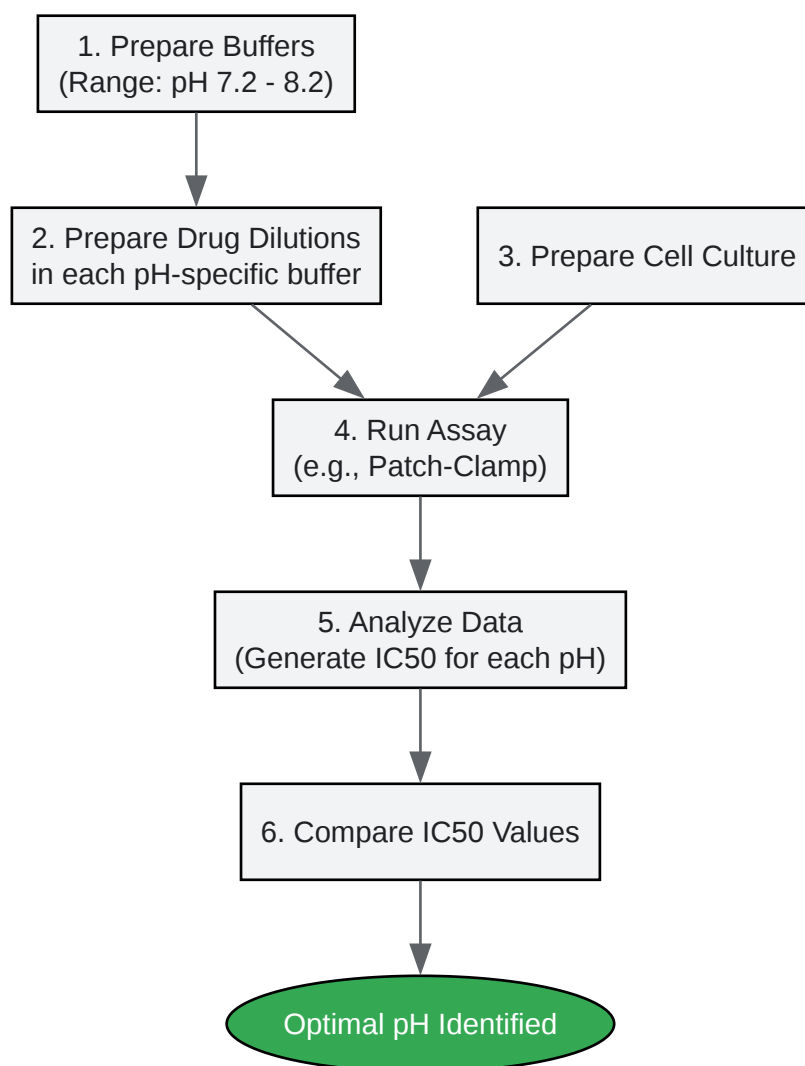 1. Prepare Buffers
(Range: pH 7.2 - 8.2)
2. Prepare Drug Dilutions
in each pH-specific buffer
3. Prepare Cell Culture
4. Run Assay
(e.g., Patch-Clamp)
5. Analyze Data
(Generate IC50 for each pH)
6. Compare IC50 Values
Optimal pH Identified